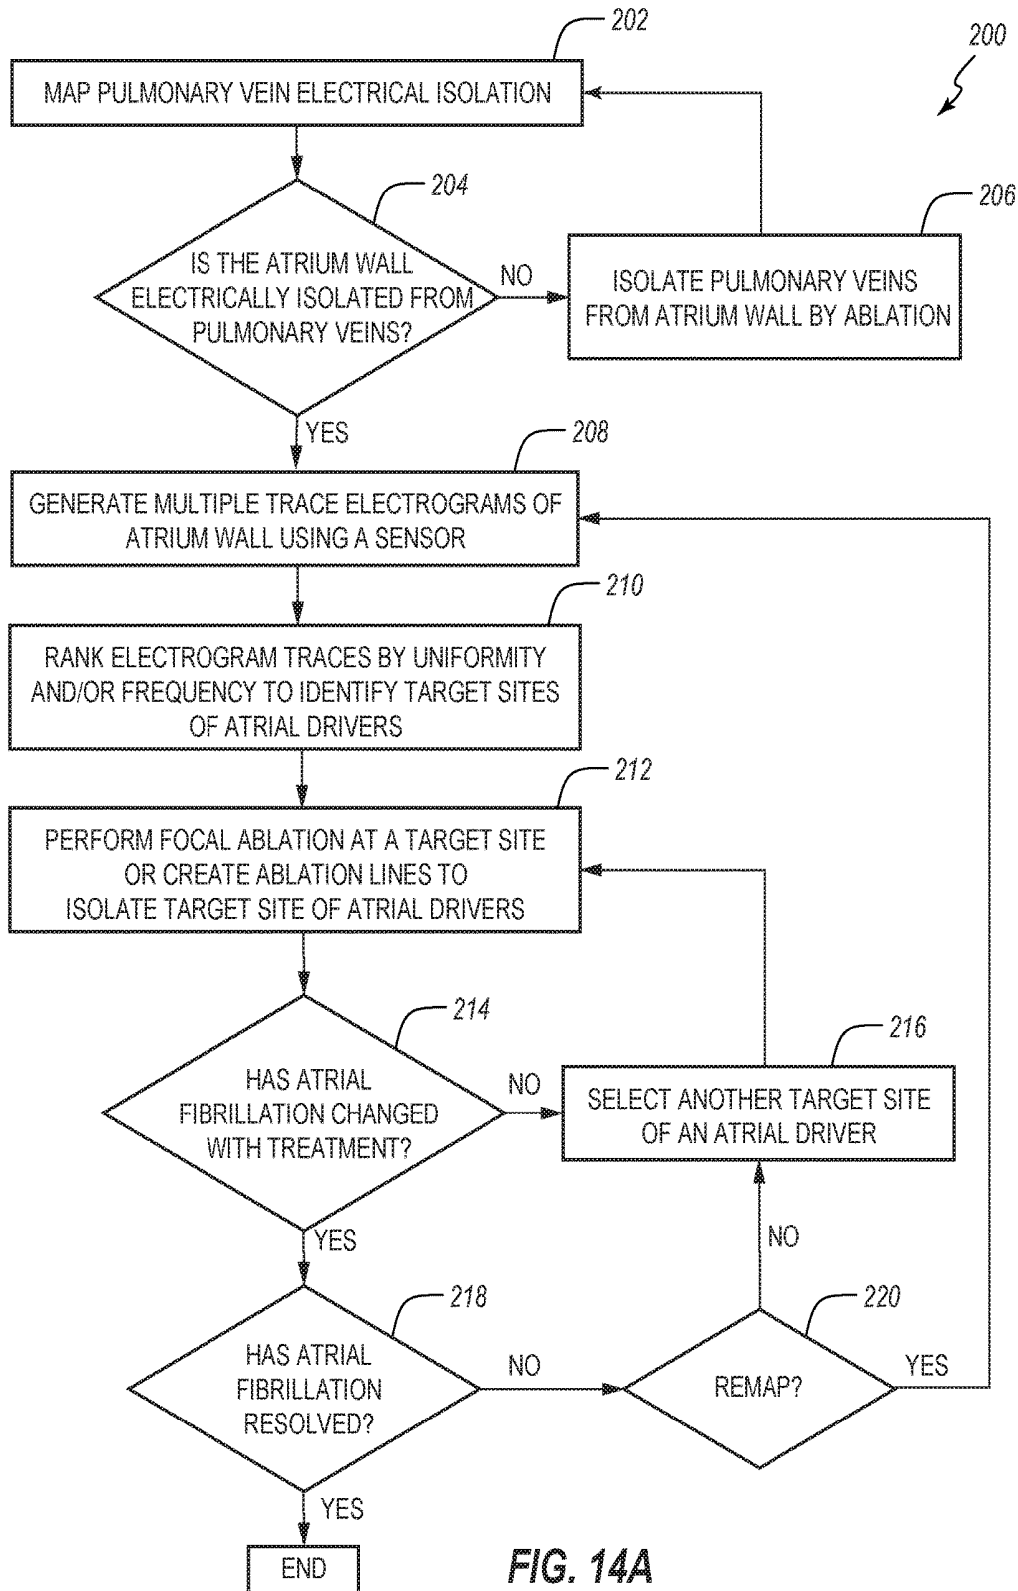 202
200
MAP PULMONARY VEIN ELECTRICAL ISOLATION
204
206
IS THE ATRIUM WALL
ELECTRICALLY ISOLATED FROM
PULMONARY VEINS?
NO
ISOLATE PULMONARY VEINS
FROM ATRIUM WALL BY ABLATION
YES
208
GENERATE MULTIPLE TRACE ELECTROGRAMS OF
ATRIUM WALL USING A SENSOR
210
RANK ELECTROGRAM TRACES BY UNIFORMITY
AND/OR FREQUENCY TO IDENTIFY TARGET SITES
OF ATRIAL DRIVERS
212
PERFORM FOCAL ABLATION AT A TARGET SITE
OR CREATE ABLATION LINES TO
ISOLATE TARGET SITE OF ATRIAL DRIVERS
214
HAS ATRIAL
FIBRILLATION CHANGED
WITH TREATMENT?
NO
216
SELECT ANOTHER TARGET SITE
OF AN ATRIAL DRIVER
YES
NO
218
HAS ATRIAL
FIBRILLATION
RESOLVED?
NO
220
REMAP?
YES
YES
END
FIG. 14A